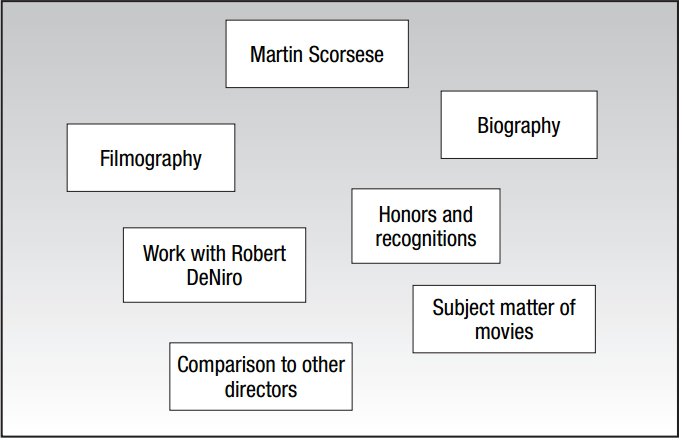 Martin Scorsese
Biography
Filmography
Honors and
recognitions
Work with Robert
DeNiro
Subject matter of
movies
Comparison to other
directors